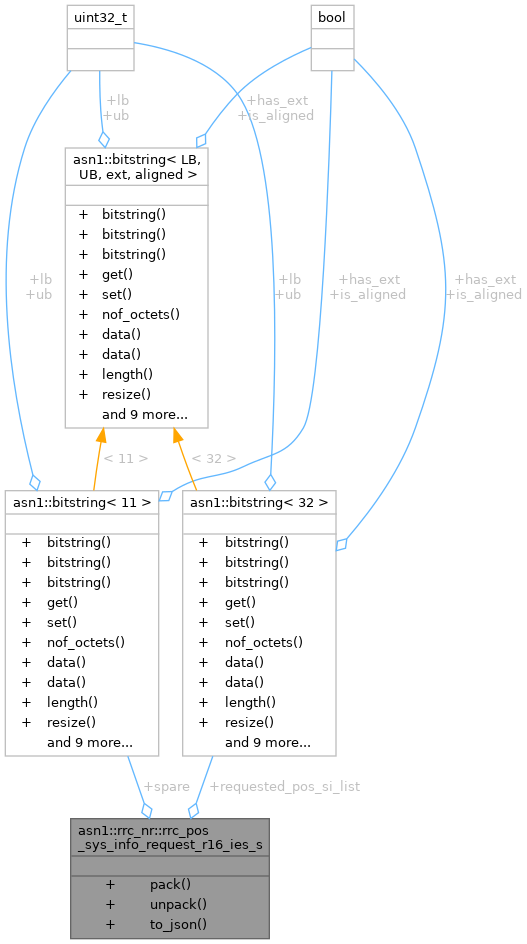 uint32_t
bool
+lb
+ub
+has_ext
+is_aligned
asn1::bitstring< LB,
UB, ext, aligned >
+ bitstring()
+ bitstring()
+ bitstring()
+ get()
+ set()
+ nof_octets()
+ data()
+ data()
+ length()
+ resize()
and 9 more...
+lb
+ub
+lb
+ub
+has_ext
+is_aligned
+has_ext
+is_aligned
< 11 >
< 32 >
asn1::bitstring< 11 >
+ bitstring()
+ bitstring()
+ bitstring()
+ get()
+ set()
+ nof_octets()
+ data()
+ data()
+ length()
+ resize()
and 9 more...
asn1::bitstring< 32 >
+ bitstring()
+ bitstring()
+ bitstring()
+ get()
+ set()
+ nof_octets()
+ data()
+ data()
+ length()
+ resize()
and 9 more...
+spare
+requested_pos_si_list
asn1::rrc_nr::rrc_pos
_sys_info_request_r16_ies_s
+ pack()
+ unpack()
+ to_json()